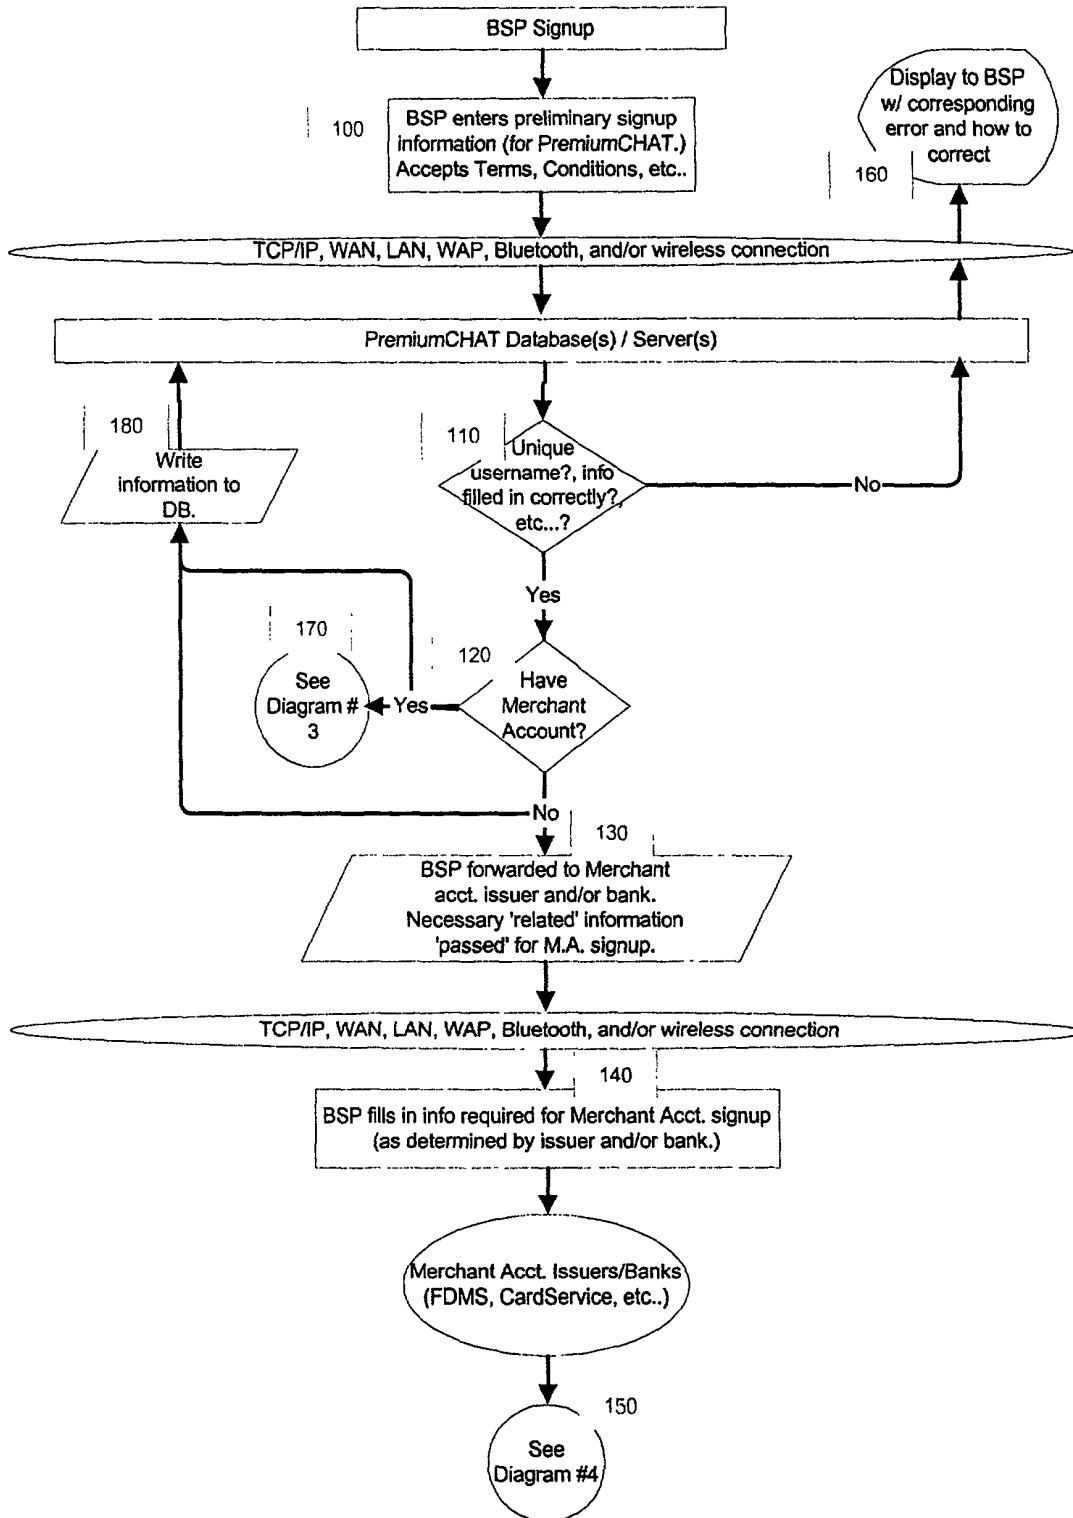 BSP Signup
100
BSP enters preliminary signup
information (for PremiumCHAT.)
Accepts Terms, Conditions, etc..
Display to BSP
w/ corresponding
error and how to
correct
160
TCP/IP, WAN, LAN, WAP, Bluetooth, and/or wireless connection
PremiumCHAT Database(s) / Server(s)
180
Write
information to
DB.
110
Unique
username?, info
filled in correctly?,
etc...?
No
Yes
170
See
Diagram #
3
Yes
120
Have
Merchant
Account?
No
130
BSP forwarded to Merchant
acct. issuer and/or bank.
Necessary 'related' information
'passed' for M.A. signup.
TCP/IP, WAN, LAN, WAP, Bluetooth, and/or wireless connection
140
BSP fills in info required for Merchant Acct. signup
(as determined by issuer and/or bank.)
Merchant Acct. Issuers/Banks
(FDMS, CardService, etc..)
150
See
Diagram #4